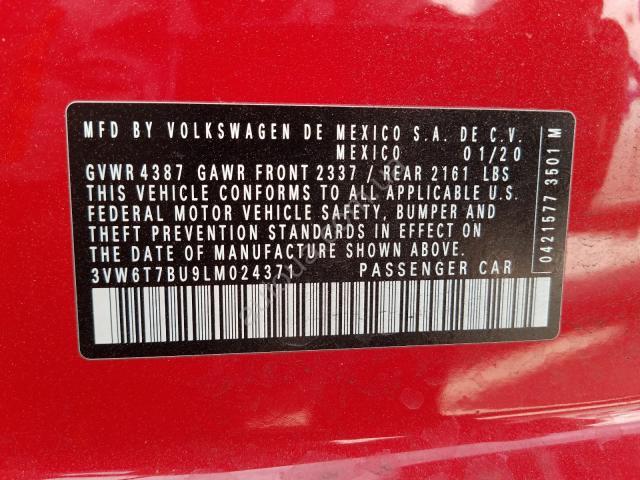 MFD BY VOLKSWAGEN DE MEXICO S.A. DE C.V.
MEXICO 01/20
GVWR 4387 GAWR FRONT 2337 / REAR 2161 LBS
THIS VEHICLE CONFORMS TO ALL APPLICABLE U.S.
FEDERAL MOTOR VEHICLE SAFETY, BUMPER AND
THEFT PREVENTION STANDARDS IN EFFECT ON
THE DATE OF MANUFACTURE SHOWN ABOVE.
3VW6T7BU9LM024371 PASSENGER CAR
0421577 3501 M